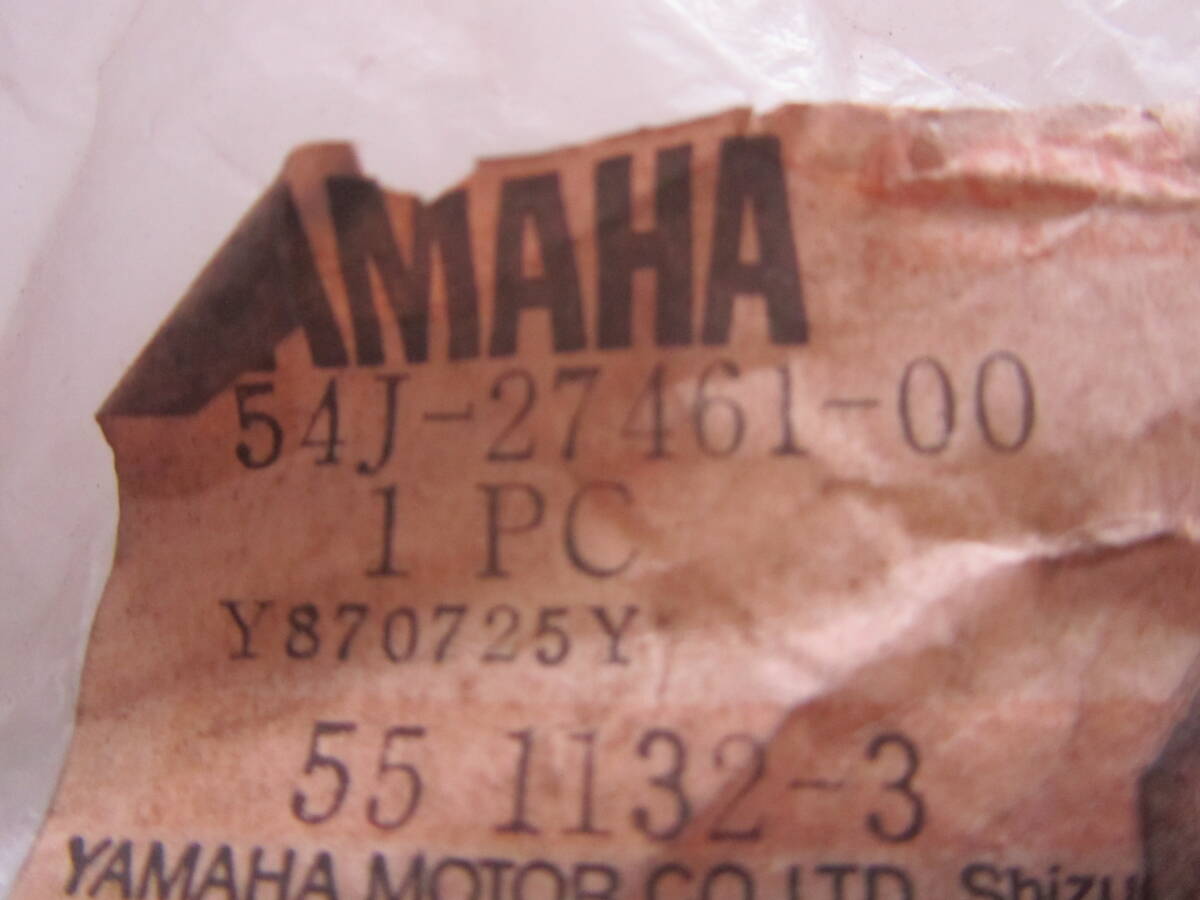 AMAHA
54J-27461-00
1 PC
Y870725Y
55 1132-3
YAMAHA MOTOR CO.,LTD. Shizu